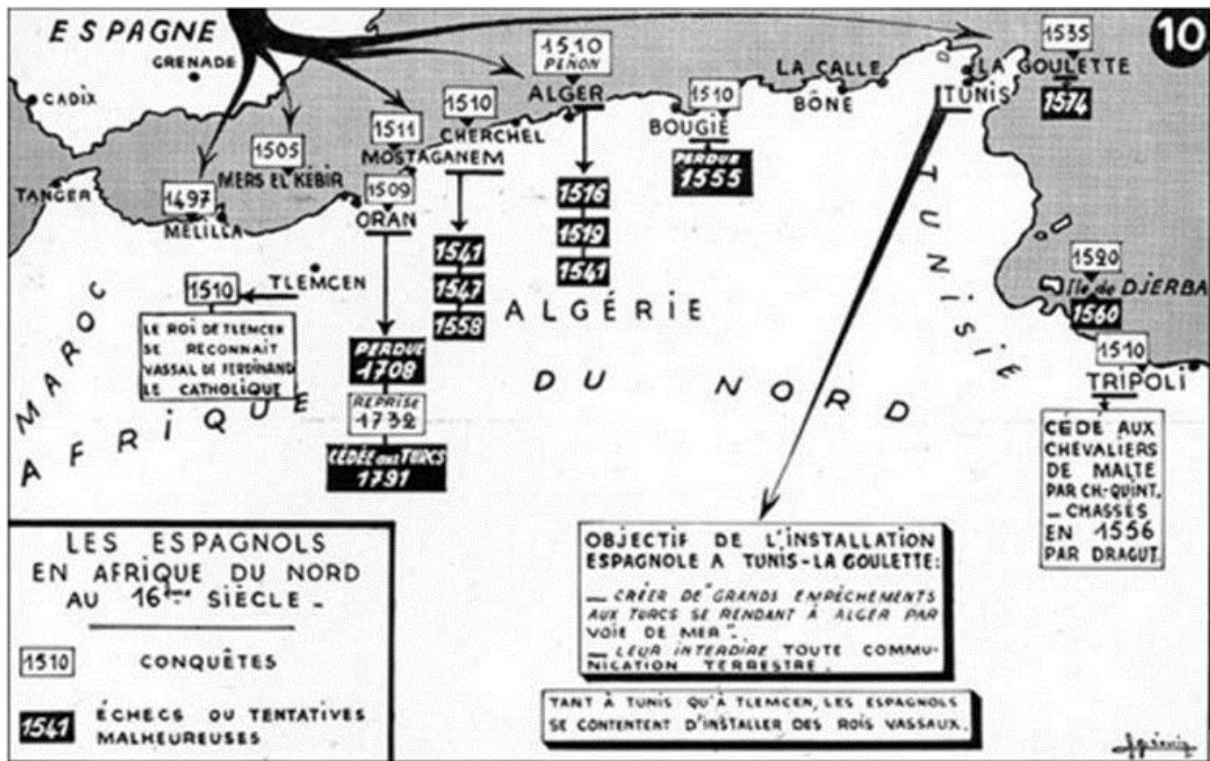 10
ESPAGNE
GRENADE
CADIX
TANGER
1497
MELILLA
1505
MERS EL KEBIR
1511
MOSTAGANEM
1509
ORAN
PERDUE
1708
REPRISE
1732
CÉDÉE aux TURCS
1791
1510
CHERCHEL
1541
1547
1558
1510
PEÑON
ALGER
1516
1519
1541
1510
BOUGIE
PERDUE
1555
LA CALLE
BÔNE
TUNIS
1535
LA GOULETTE
1574
TUNISIE
1520
Ile de DJERBA
1560
1510
TRIPOLI
CÉDÉ AUX
CHEVALIERS
DE MALTE
PAR CH-QUINT.
_ CHASSÉS
EN 1556
PAR DRAGUT.
TLEMCEN
1510
LE ROI DE TLEMCEN
SE RECONNAIT
VASSAL DE FERDINAND
LE CATHOLIQUE
MAROC
ALGÉRIE
AFRIQUE DU NORD
LES ESPAGNOLS
EN AFRIQUE DU NORD
AU 16ème SIÈCLE _
1510 CONQUÊTES
1541 ÉCHECS OU TENTATIVES
MALHEUREUSES
OBJECTIF DE L'INSTALLATION
ESPAGNOLE A TUNIS-LA GOULETTE:
_ CRÉER DE "GRANDS EMPÊCHEMENTS
AUX TURCS SE RENDANT À ALGER PAR
VOIE DE MER"_
_ LEUR INTERDIRE TOUTE COMMU-
NICATION TERRESTRE.
TANT À TUNIS QU'À TLEMCEN, LES ESPAGNOLS
SE CONTENTENT D'INSTALLER DES ROIS VASSAUX.